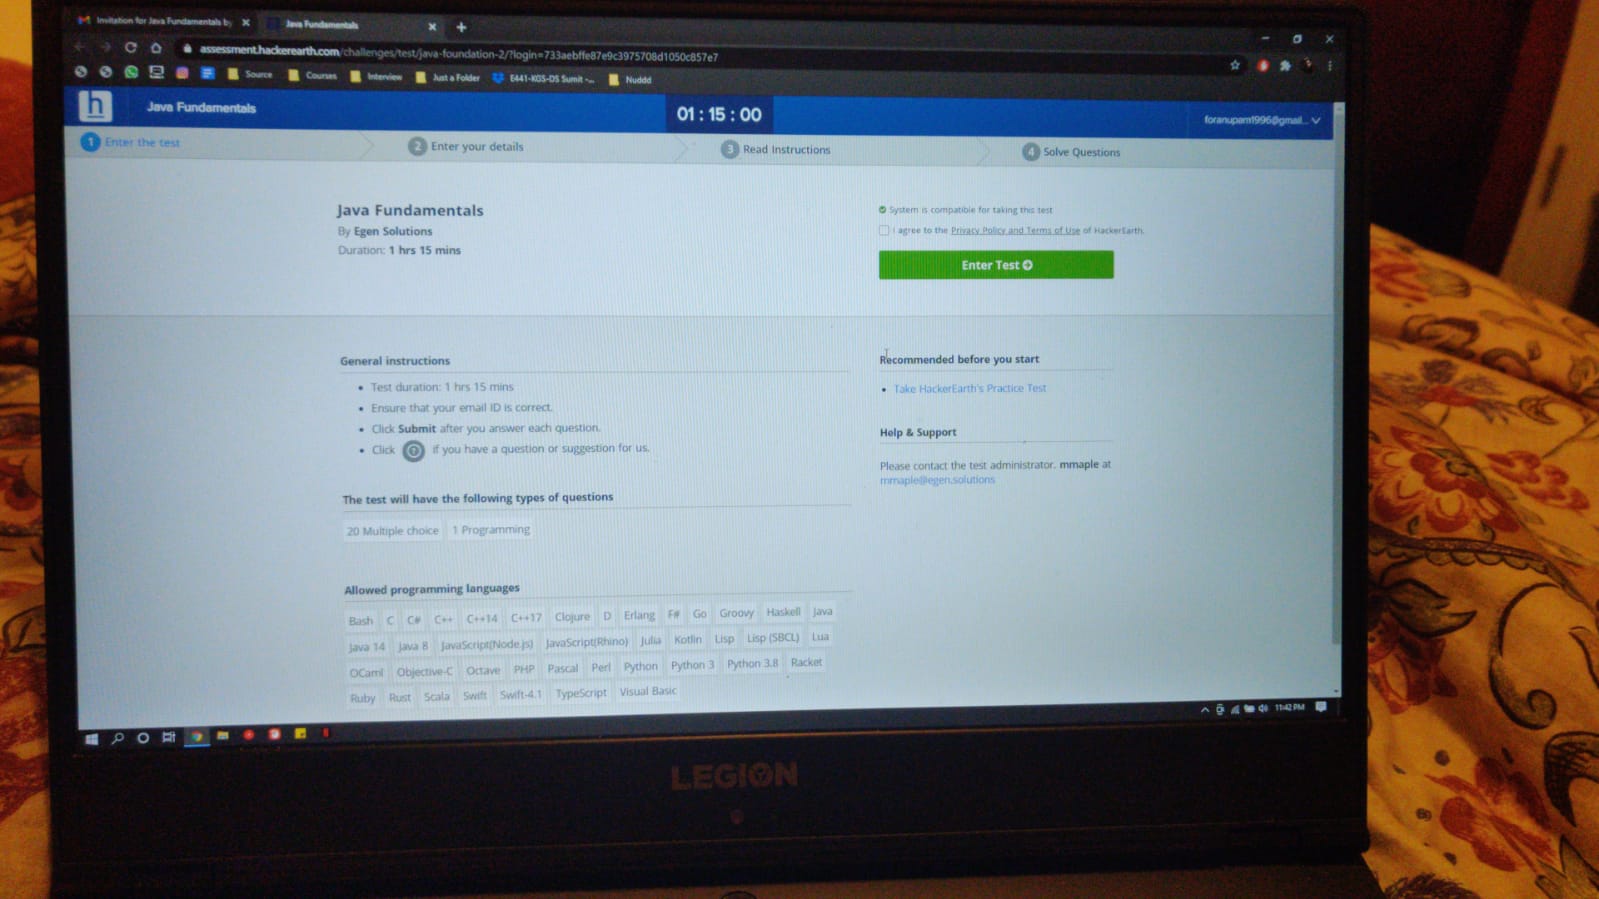 Invitation for Java Fundamentals by
Java Fundamentals
assessment.hackerearth.com/challenges/test/java-foundation-2/?login=733aebffe87e9c3975708d1050c857e7
Source Courses Interview Just a Folder E441-KGS-DS Sumit -... Nuddd
h Java Fundamentals 01 : 15 : 00 foranupam1996@gmail...
1 Enter the test 2 Enter your details 3 Read Instructions 4 Solve Questions
Java Fundamentals
By Egen Solutions
Duration: 1 hrs 15 mins
System is compatible for taking this test
I agree to the Privacy Policy and Terms of Use of HackerEarth.
Enter Test
General instructions
• Test duration: 1 hrs 15 mins
• Ensure that your email ID is correct.
• Click Submit after you answer each question.
• Click ? if you have a question or suggestion for us.
Recommended before you start
• Take HackerEarth's Practice Test
Help & Support
Please contact the test administrator. mmaple at
mmaple@egen.solutions
The test will have the following types of questions
20 Multiple choice 1 Programming
Allowed programming languages
Bash C C# C++ C++14 C++17 Clojure D Erlang F# Go Groovy Haskell Java
Java 14 Java 8 JavaScript(Node.js) JavaScript(Rhino) Julia Kotlin Lisp Lisp (SBCL) Lua
OCaml Objective-C Octave PHP Pascal Perl Python Python 3 Python 3.8 Racket
Ruby Rust Scala Swift Swift-4.1 TypeScript Visual Basic
11:42 PM
LEGION